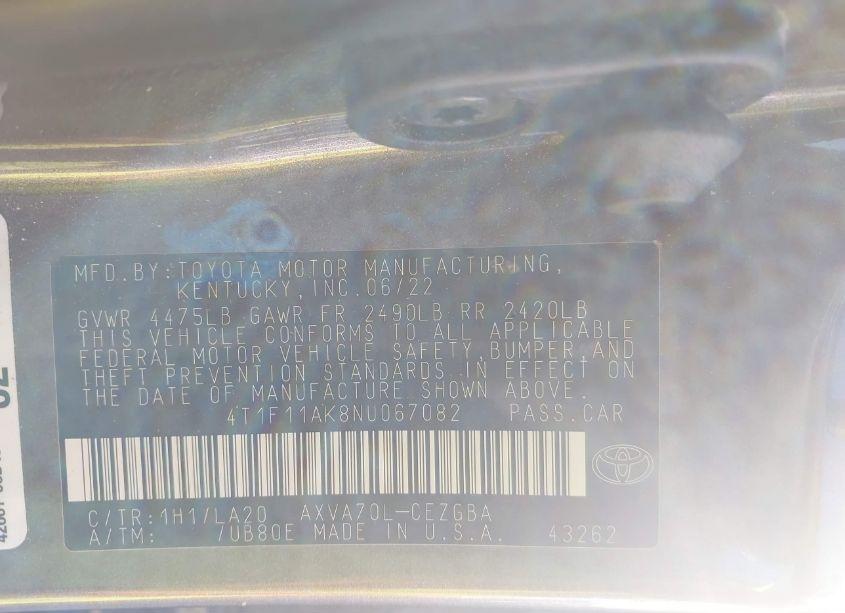 MFD.BY:TOYOTA MOTOR MANUFACTURING,
KENTUCKY,INC.06/22
GVWR 4475LB GAWR FR 2490LB RR 2420LB
THIS VEHICLE CONFORMS TO ALL APPLICABLE
FEDERAL MOTOR VEHICLE SAFETY,BUMPER,AND
THEFT PREVENTION STANDARDS IN EFFECT ON
THE DATE OF MANUFACTURE SHOWN ABOVE.
4T1F11AK8NU067082 PASS.CAR
C/TR:1H1/LA20 AXVA70L-CEZGBA
A/TM: /UB80E MADE IN U.S.A. 43262